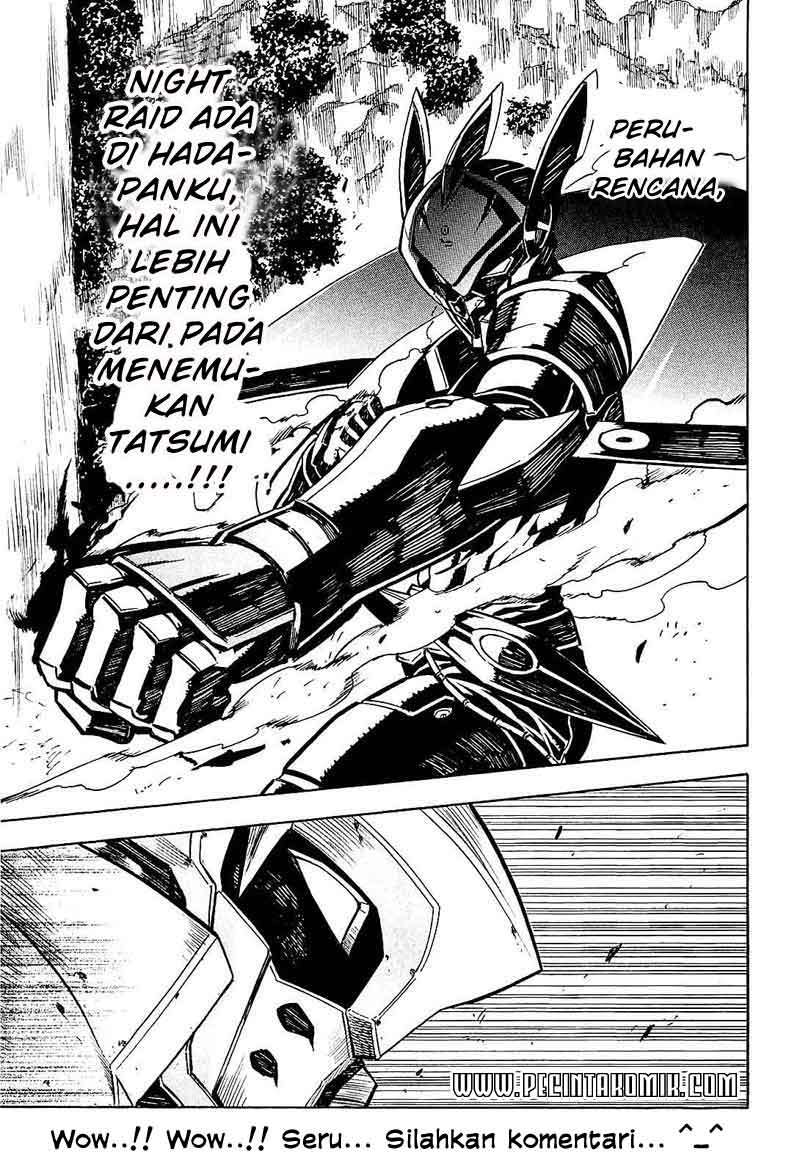 PERU-
BAHAN
RENCANA,
NIGHT
RAID ADA
DI HADA-
PANKU,
HAL INI
LEBIH
PENTING
DARI PADA
MENEMU-
KAN
TATSUMI
.....!!!
WWW.PECINTAKOMIK.COM
Wow..!! Wow..!! Seru... Silahkan komentari... ^_^